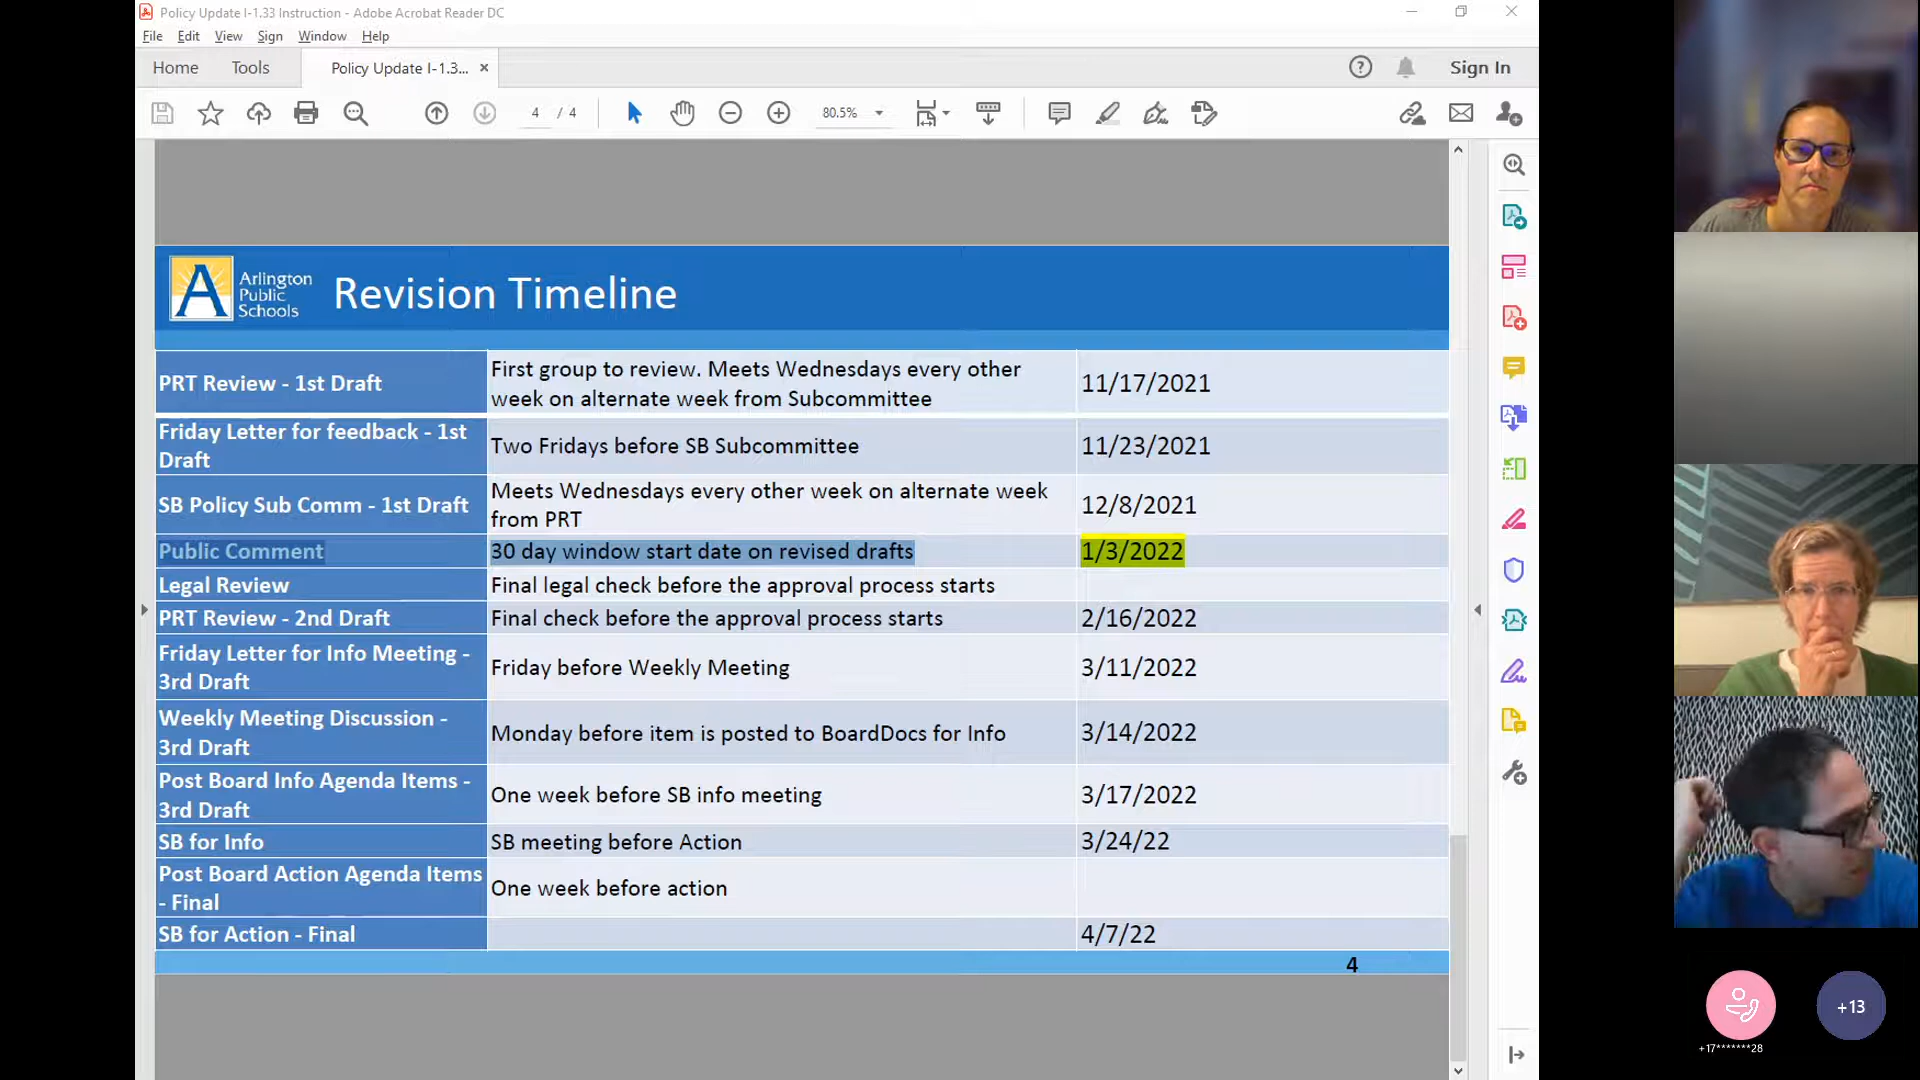 Policy Update I-1.33 Instruction - Adobe Acrobat Reader DC
File Edit View Sign Window Help
Home Tools Policy Update I-1.3... × Sign In
4 / 4 80.5%
Arlington
Public
Schools
Revision Timeline
PRT Review - 1st Draft
First group to review. Meets Wednesdays every other
week on alternate week from Subcommittee
11/17/2021
Friday Letter for feedback - 1st
Draft
Two Fridays before SB Subcommittee
11/23/2021
SB Policy Sub Comm - 1st Draft
Meets Wednesdays every other week on alternate week
from PRT
12/8/2021
Public Comment
30 day window start date on revised drafts
1/3/2022
Legal Review
Final legal check before the approval process starts
PRT Review - 2nd Draft
Final check before the approval process starts
2/16/2022
Friday Letter for Info Meeting -
3rd Draft
Friday before Weekly Meeting
3/11/2022
Weekly Meeting Discussion -
3rd Draft
Monday before item is posted to BoardDocs for Info
3/14/2022
Post Board Info Agenda Items -
3rd Draft
One week before SB info meeting
3/17/2022
SB for Info
SB meeting before Action
3/24/22
Post Board Action Agenda Items
- Final
One week before action
SB for Action - Final
4/7/22
4
+17*******28
+13